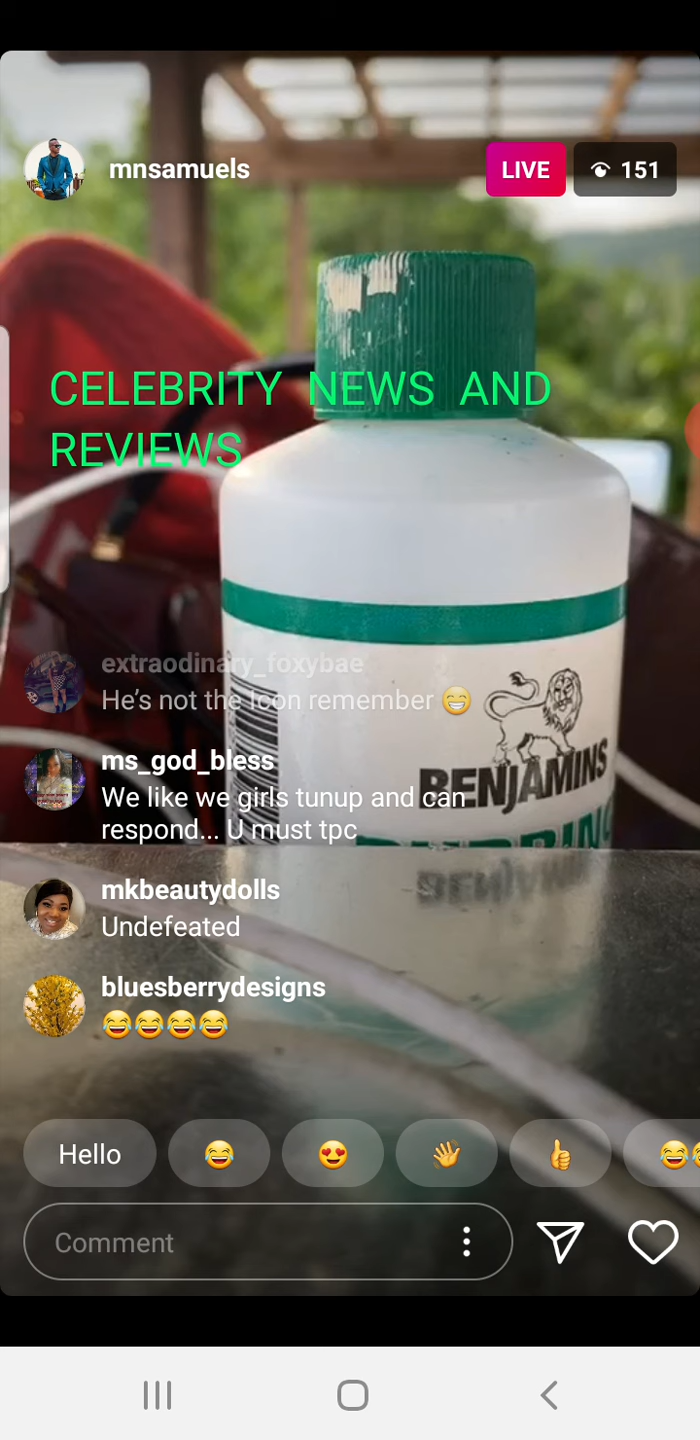 mnsamuels
LIVE
151
CELEBRITY NEWS AND
REVIEWS
extraodinary_foxybae
He’s not the Icon remember 😁
ms_god_bless
BENJAMINS
We like we girls tunup and can
respond... U must tpc
mkbeautydolls
Undefeated
bluesberrydesigns
😂😂😂😂
Hello
Comment